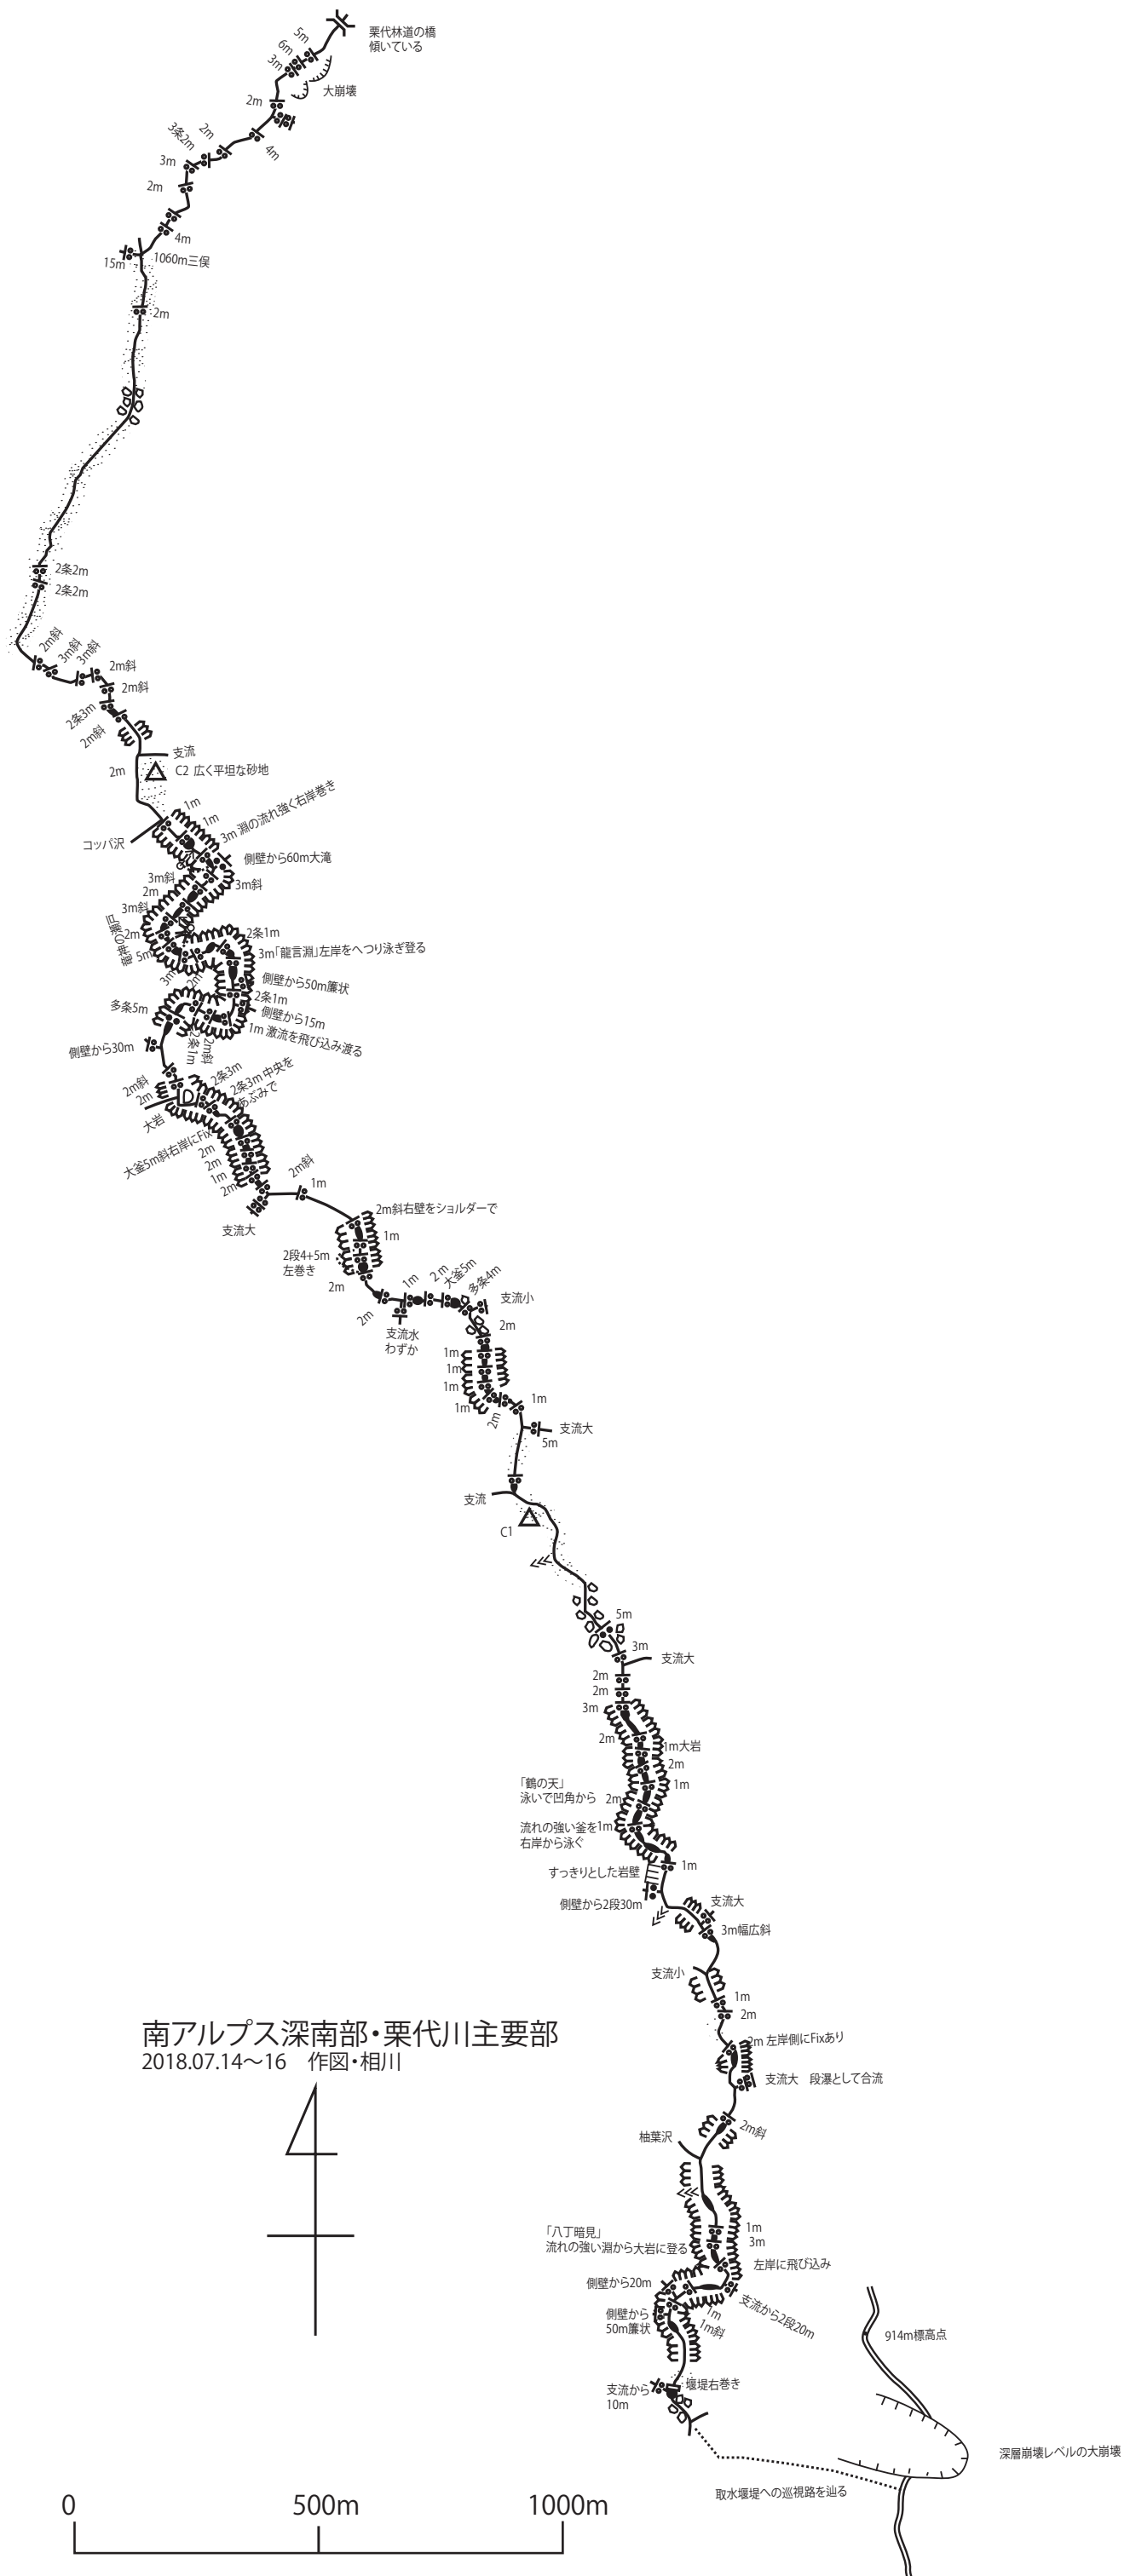 栗代林道の橋
傾いている
5m
6m
3m
大崩壊
2m
4m
2m
3条2m
3m
2m
4m
15m
1060m三俣
2m
2条2m
2条2m
2m斜
3m斜
3m斜
2m斜
2m斜
2条3m
2m斜
支流
2m
C2 広く平坦な砂地
1m
1m
コッパ沢
3m 淵の流れ強く右岸巻き
側壁から60m大滝
3m斜
3m斜
2m
3m斜
2m
竜神の瀬戸
5m
3m
2m
2条1m
3m「龍言淵」左岸をへつり泳ぎ登る
側壁から50m簾状
2条1m
側壁から15m
1m 激流を飛び込み渡る
多条5m
2条1m
2m斜
側壁から30m
2m斜
2m
大岩
2条3m
2条3m 中央を
あぶみで
大釜5m斜右岸にFix
2m
2m
1m
2m
支流大
2m斜
1m
2m斜右壁をショルダーで
1m
2段4+5m
左巻き
2m
2m
1m
2m
大釜5m
多条4m
支流小
支流水
わずか
2m
1m
1m
1m
1m
2m
1m
支流大
5m
支流
C1
5m
3m
支流大
2m
2m
3m
2m
1m大岩
2m
1m
「鶴の天」
泳いで凹角から
2m
流れの強い釜を
右岸から泳ぐ
1m
1m
すっきりとした岩壁
側壁から2段30m
支流大
3m幅広斜
支流小
1m
2m
南アルプス深南部・栗代川主要部
2018.07.14〜16 作図・相川
2m 左岸側にFixあり
支流大 段瀑として合流
2m斜
柚葉沢
1m
3m
「八丁暗見」
流れの強い淵から大岩に登る
左岸に飛び込み
側壁から20m
支流から2段20m
1m
1m斜
側壁から
50m簾状
914m標高点
堰堤右巻き
支流から
10m
深層崩壊レベルの大崩壊
取水堰堤への巡視路を辿る
0 500m 1000m